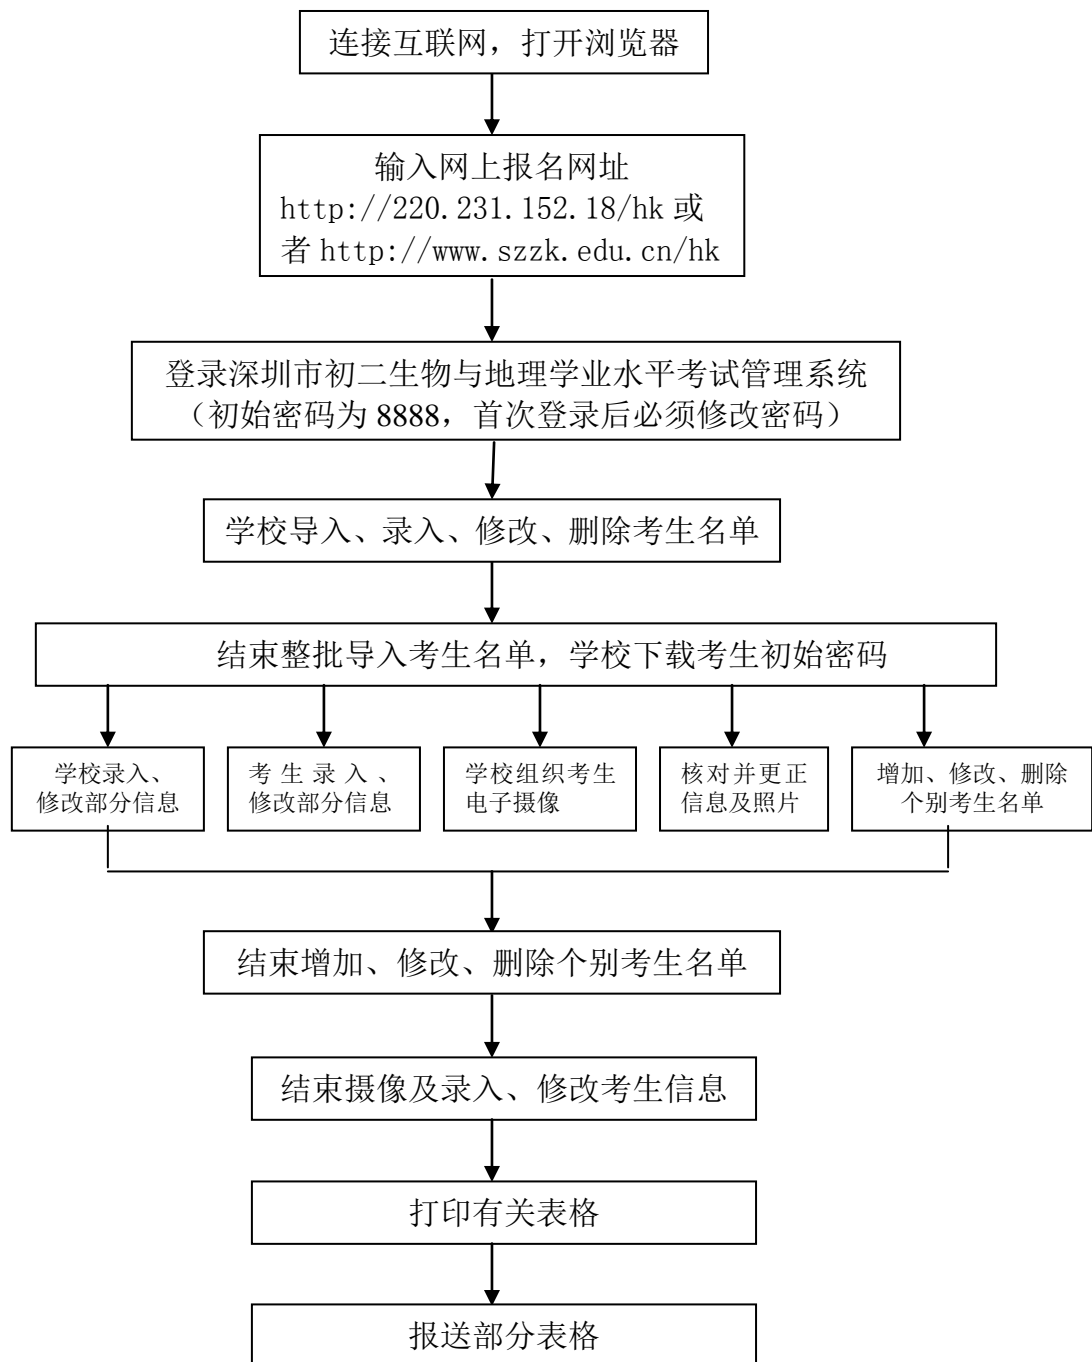 连接互联网，打开浏览器
输入网上报名网址
http://220.231.152.18/hk 或
者 http://www.szzk.edu.cn/hk
登录深圳市初二生物与地理学业水平考试管理系统
（初始密码为 8888，首次登录后必须修改密码）
学校导入、录入、修改、删除考生名单
结束整批导入考生名单，学校下载考生初始密码
学校录入、
修改部分信息
考生录入、
修改部分信息
学校组织考生
电子摄像
核对并更正
信息及照片
增加、修改、删除
个别考生名单
结束增加、修改、删除个别考生名单
结束摄像及录入、修改考生信息
打印有关表格
报送部分表格